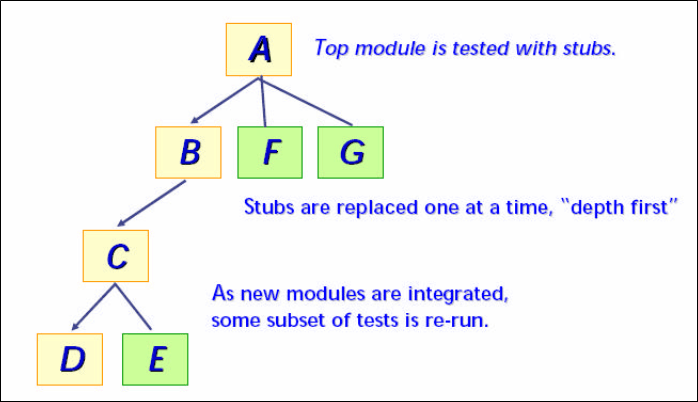 A
Top module is tested with stubs.
B F G
Stubs are replaced one at a time, “depth first”
C
As new modules are integrated,
some subset of tests is re-run.
D E